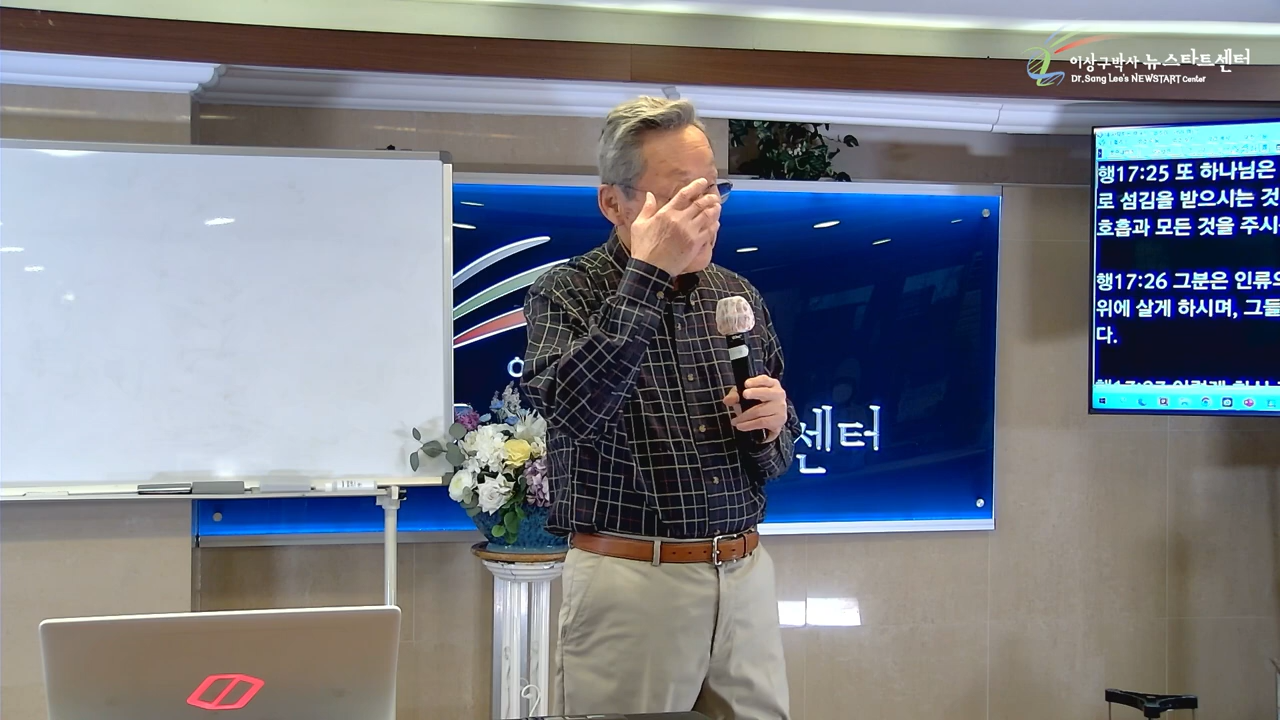 이상구박사 뉴스타트센터
Dr. Sang Lee's NEWSTART Center
행17:25 또 하나님은
로 섬김을 받으시는 것
호흡과 모든 것을 주시
행17:26 그분은 인류의
위에 살게 하시며, 그들
다.
센터